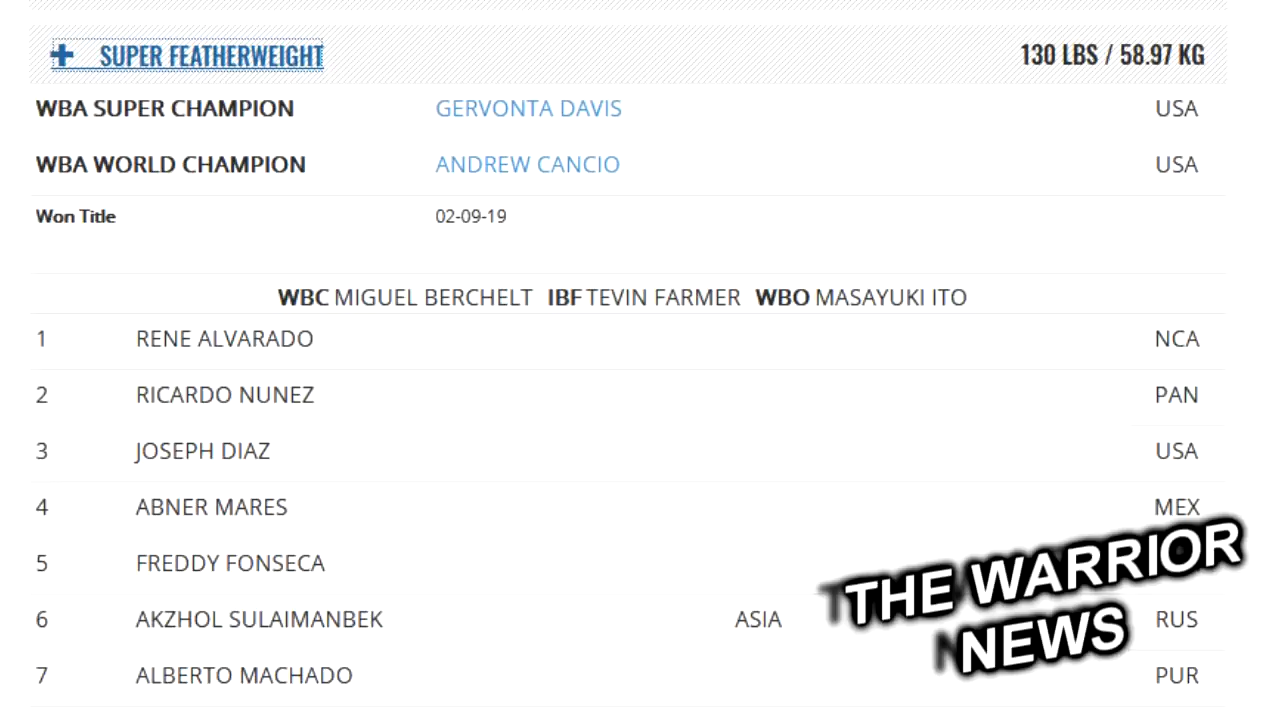 + SUPER FEATHERWEIGHT 130 LBS / 58.97 KG
WBA SUPER CHAMPION GERVONTA DAVIS USA
WBA WORLD CHAMPION ANDREW CANCIO USA
Won Title 02-09-19
WBC MIGUEL BERCHELT IBF TEVIN FARMER WBO MASAYUKI ITO
1 RENE ALVARADO NCA
2 RICARDO NUNEZ PAN
3 JOSEPH DIAZ USA
4 ABNER MARES MEX
5 FREDDY FONSECA
6 AKZHOL SULAIMANBEK ASIA RUS
7 ALBERTO MACHADO PUR
THE WARRIOR
NEWS